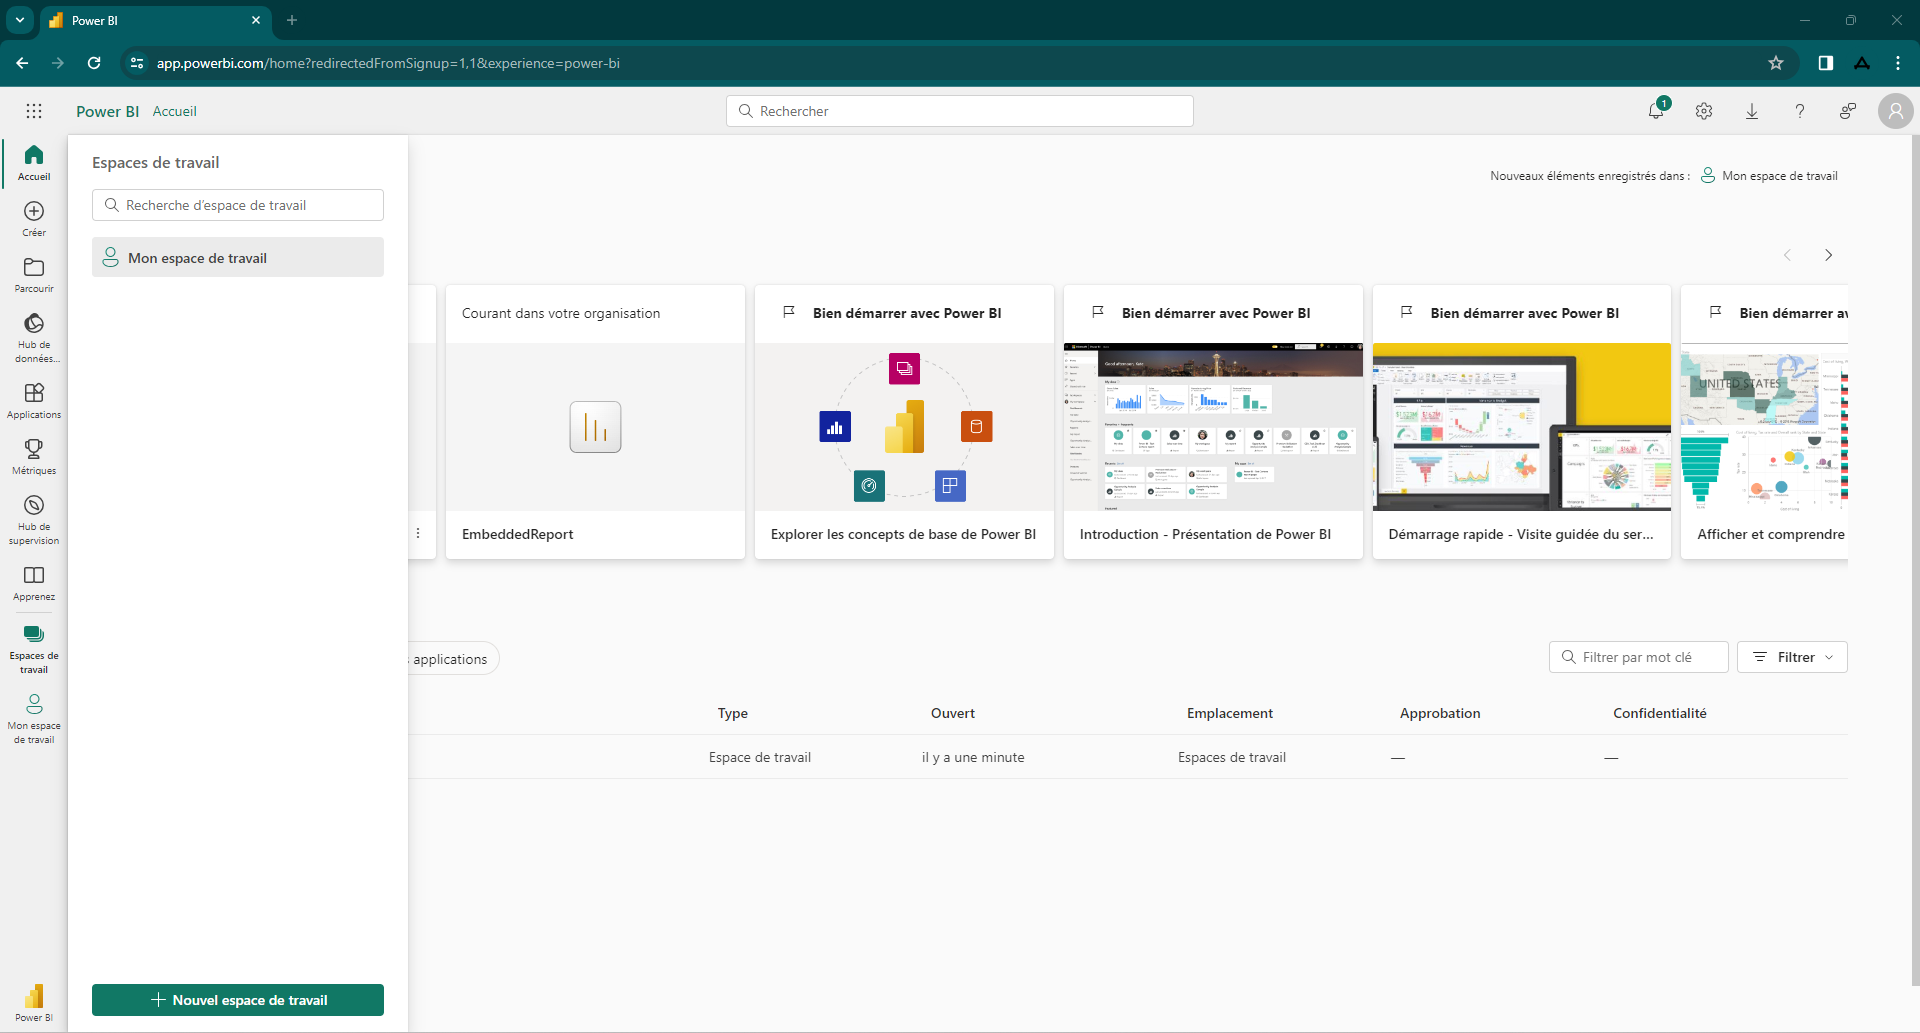 Power BI
app.powerbi.com/home?redirectedFromSignup=1,1&experience=power-bi
Power BI Accueil
Rechercher
1
Accueil
Créer
Parcourir
Hub de données...
Applications
Métriques
Hub de supervision
Apprenez
Espaces de travail
Mon espace de travail
Power BI
Espaces de travail
Recherche d’espace de travail
Mon espace de travail
Nouvel espace de travail
Nouveaux éléments enregistrés dans : Mon espace de travail
Courant dans votre organisation
EmbeddedReport
Bien démarrer avec Power BI
Explorer les concepts de base de Power BI
Bien démarrer avec Power BI
Introduction - Présentation de Power BI
Bien démarrer avec Power BI
Démarrage rapide - Visite guidée du ser...
Bien démarrer av
UNITED STATES
Afficher et comprendre
applications
Filtrer par mot clé
Filtrer
Type Ouvert Emplacement Approbation Confidentialité
Espace de travail il y a une minute Espaces de travail — —